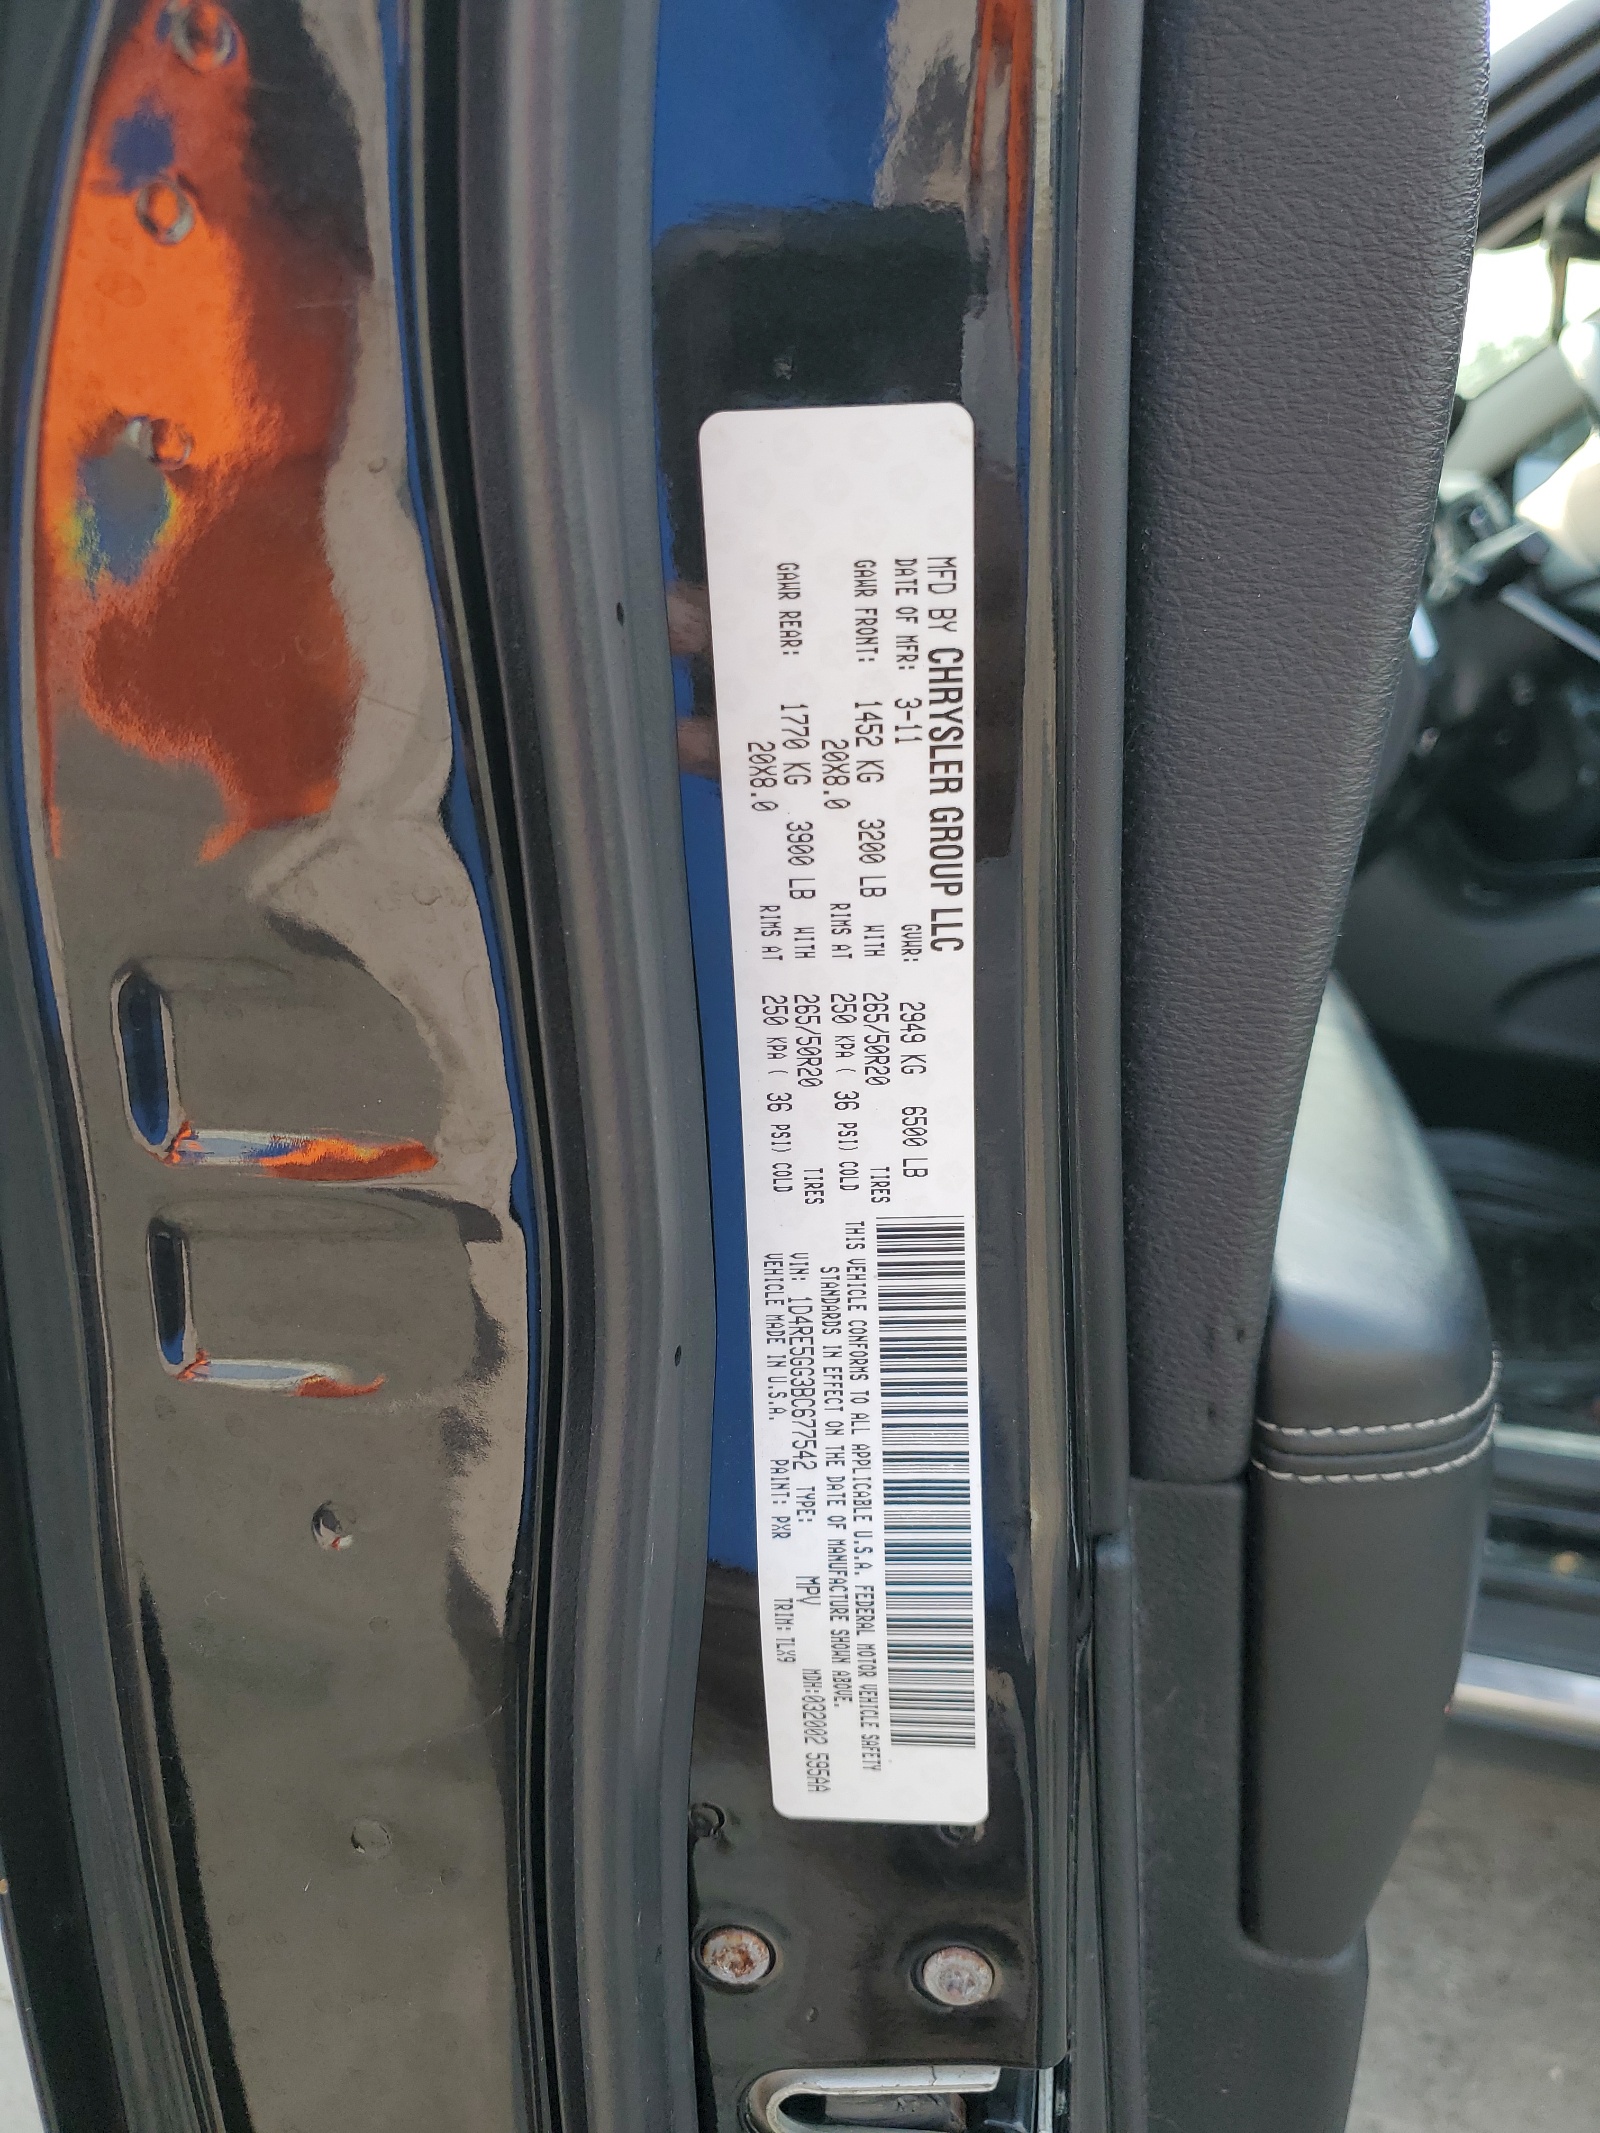 MFD BY CHRYSLER GROUP LLC
DATE OF MFR: 3-11 GVWR: 2949 KG 6500 LB
GAWR FRONT: 1452 KG 3200 LB WITH 265/50R20 TIRES
20X8.0 RIMS AT 250 KPA ( 36 PSI) COLD
GAWR REAR: 1770 KG 3900 LB WITH 265/50R20 TIRES
20X8.0 RIMS AT 250 KPA ( 36 PSI) COLD
THIS VEHICLE CONFORMS TO ALL APPLICABLE U.S.A. FEDERAL MOTOR VEHICLE SAFETY
STANDARDS IN EFFECT ON THE DATE OF MANUFACTURE SHOWN ABOVE.
VIN: 1D4RE5GG3BC677542 TYPE: MPV MDH:032002 595AA
VEHICLE MADE IN U.S.A. PAINT: PXR TRIM: TLX9